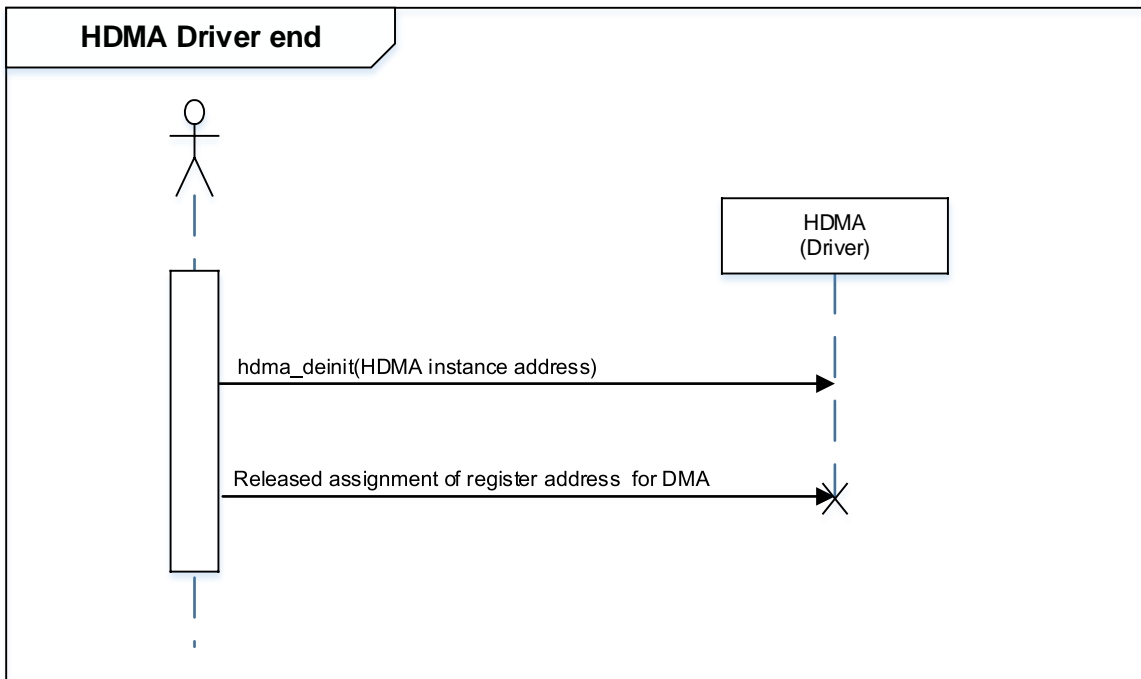 HDMA Driver end
HDMA
(Driver)
hdma_deinit(HDMA instance address)
Released assignment of register address  for DMA